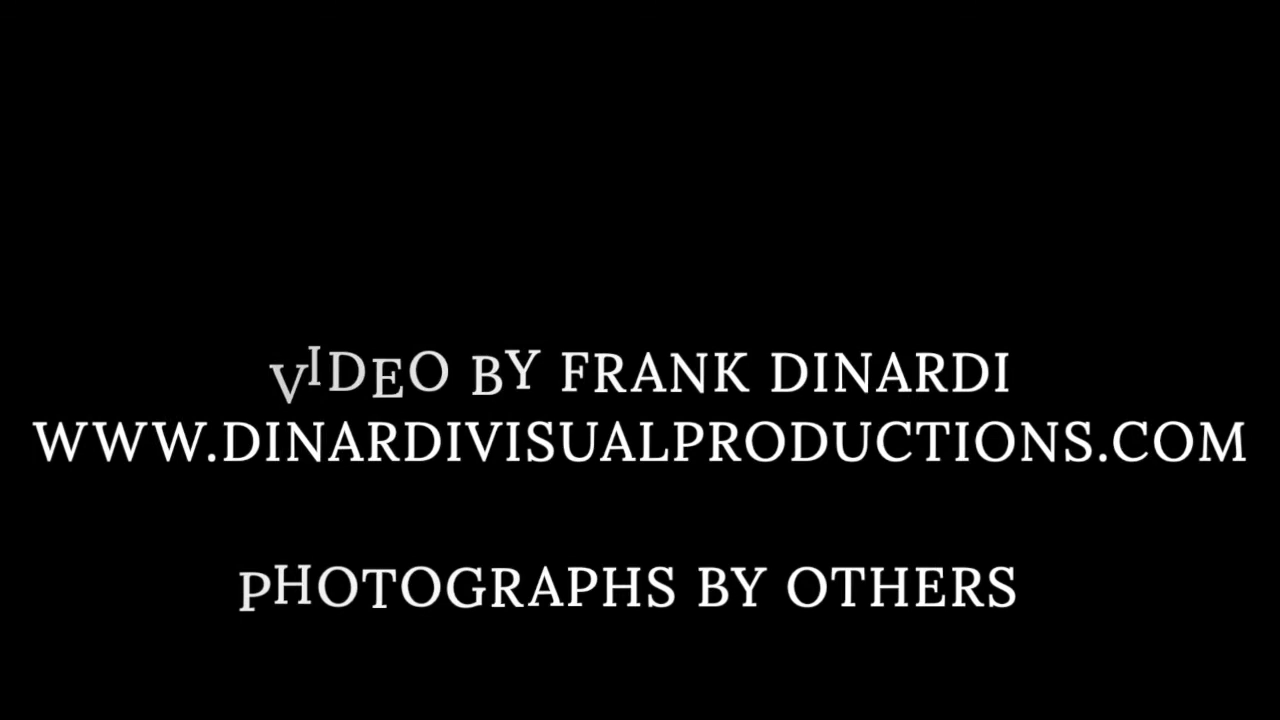 VIDEO BY FRANK DINARDI
WWW.DINARDIVISUALPRODUCTIONS.COM
PHOTOGRAPHS BY OTHERS